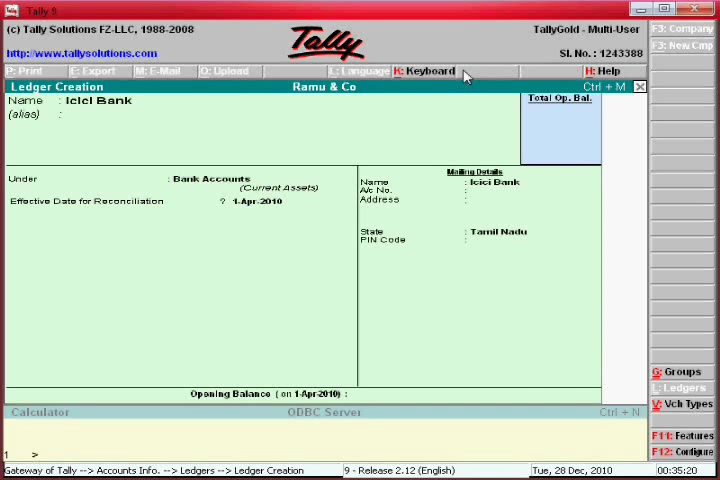 Tally 9
(c) Tally Solutions FZ-LLC, 1988-2008
TallyGold - Multi-User
Tally
http://www.tallysolutions.com
Sl. No. : 1243388
P: Print E: Export M: E-Mail O: Upload L: Language K: Keyboard H: Help
F3: Company
F3: New Cmp
Ledger Creation Ramu & Co Ctrl + M
Name : Icici Bank
(alias) :
Total Op. Bal.
Under : Bank Accounts
(Current Assets)
Effective Date for Reconciliation ? 1-Apr-2010
Mailing Details
Name : Icici Bank
A/c No. :
Address :
State : Tamil Nadu
PIN Code :
Opening Balance ( on 1-Apr-2010) :
G: Groups
L: Ledgers
V: Vch Types
F11: Features
F12: Configure
Calculator ODBC Server Ctrl + N
1 >
Gateway of Tally --> Accounts Info. --> Ledgers --> Ledger Creation 9 - Release 2.12 (English) Tue, 28 Dec, 2010 00:35:20